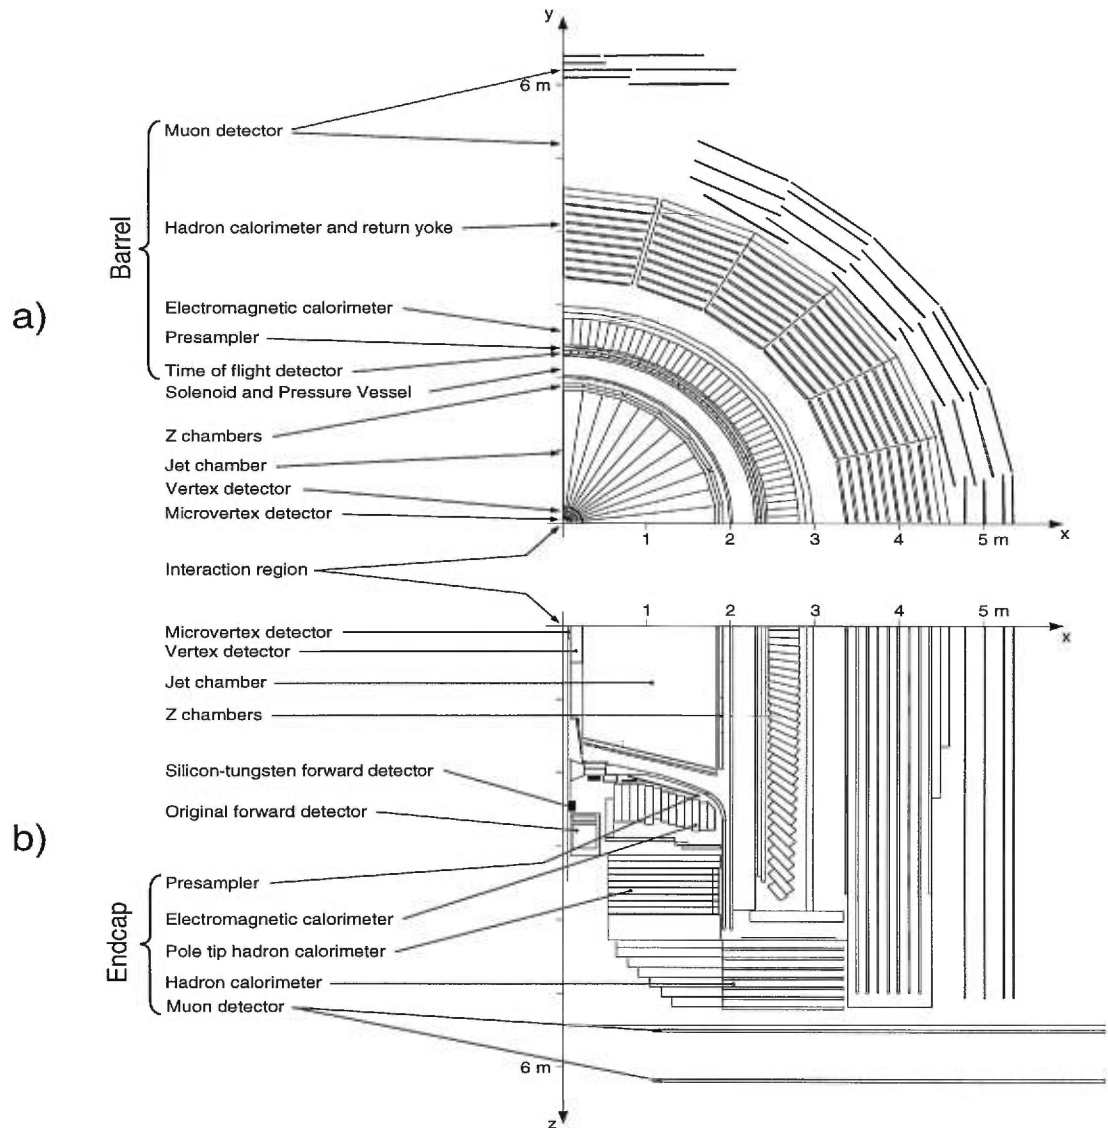 y
6 m
Muon detector
Barrel
Hadron calorimeter and return yoke
a)
Electromagnetic calorimeter
Presampler
Time of flight detector
Solenoid and Pressure Vessel
Z chambers
Jet chamber
Vertex detector
Microvertex detector
1 2 3 4 5 m x
Interaction region
1 2 3 4 5 m
x
Microvertex detector
Vertex detector
Jet chamber
Z chambers
Silicon-tungsten forward detector
Original forward detector
b)
Endcap
Presampler
Electromagnetic calorimeter
Pole tip hadron calorimeter
Hadron calorimeter
Muon detector
6 m
z